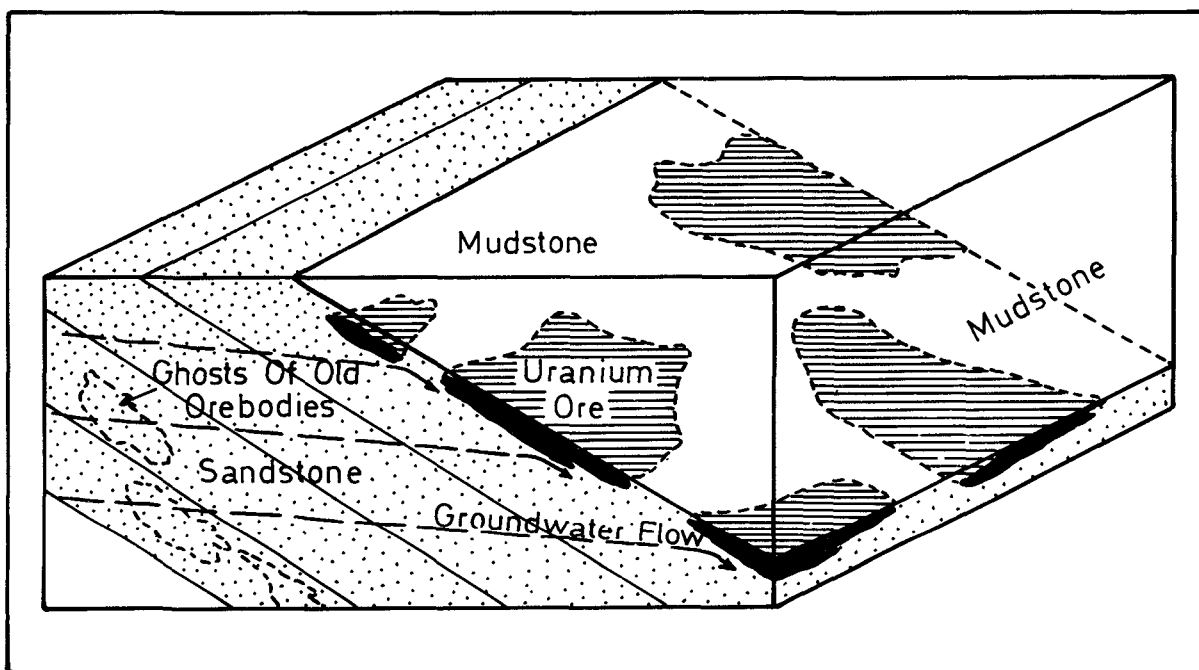 Mudstone
Mudstone
Ghosts Of Old
Orebodies
Uranium
Ore
Sandstone
Groundwater Flow